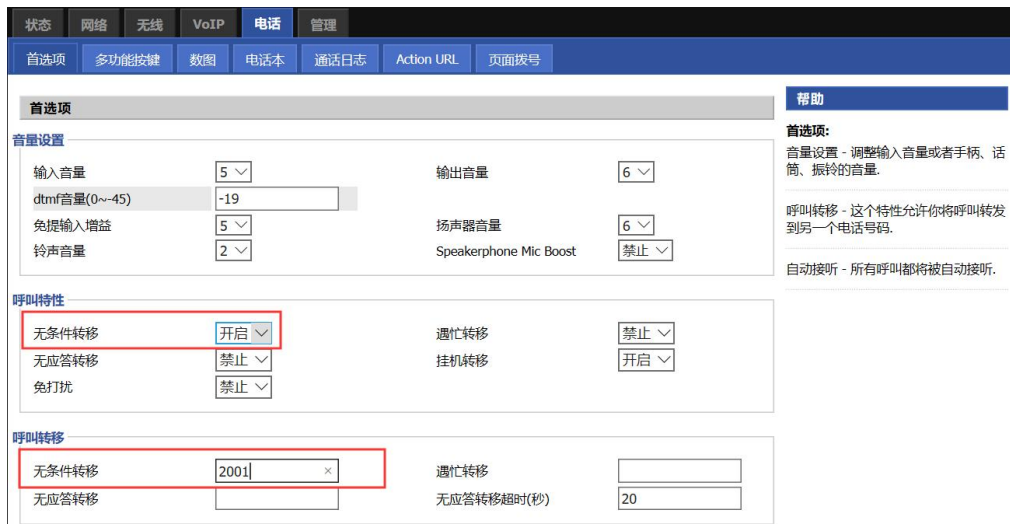 状态 网络 无线 VoIP 电话 管理
首选项 多功能按键 数图 电话本 通话日志 Action URL 页面拨号
首选项
音量设置
输入音量 5 输出音量 6
dtmf音量(0~-45) -19
免提输入增益 5 扬声器音量 6
铃声音量 2 Speakerphone Mic Boost 禁止
呼叫特性
无条件转移 开启 遇忙转移 禁止
无应答转移 禁止 挂机转移 开启
免打扰 禁止
呼叫转移
无条件转移 2001 × 遇忙转移
无应答转移 无应答转移超时(秒) 20
帮助
首选项:
音量设置 - 调整输入音量或者手柄、话
筒、振铃的音量.
呼叫转移 - 这个特性允许你将呼叫转发
到另一个电话号码.
自动接听 - 所有呼叫都将被自动接听.